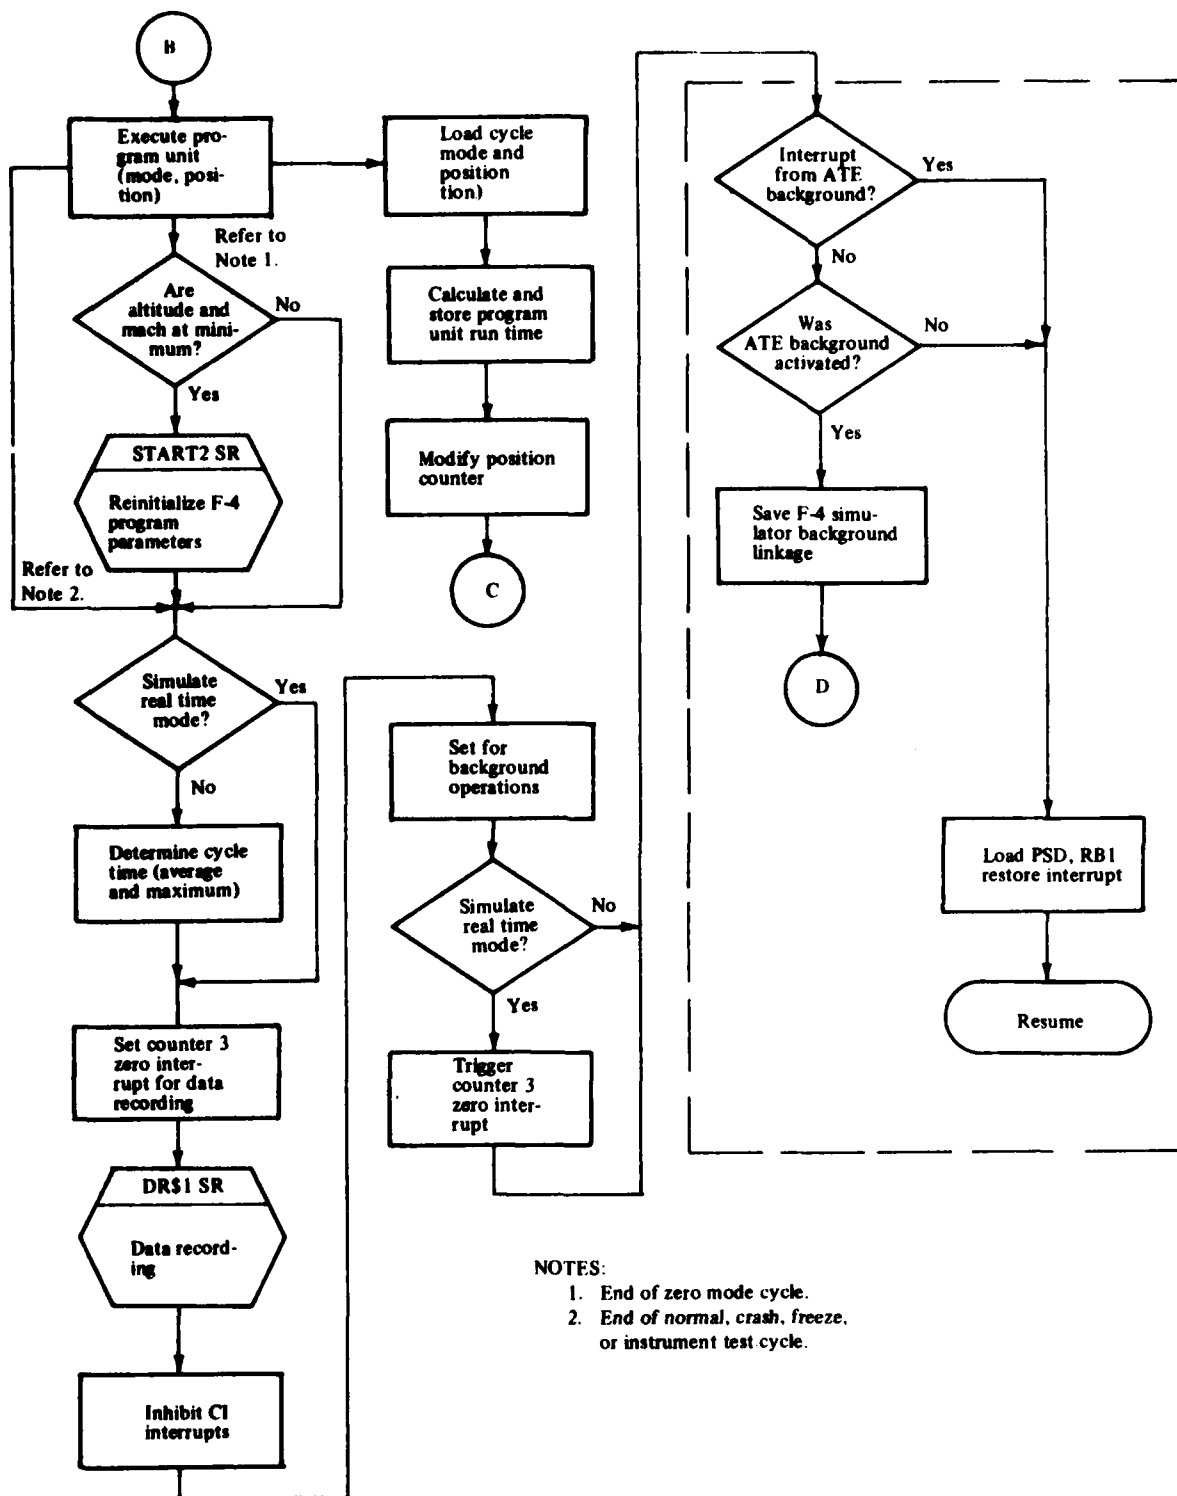 B
Execute pro-
gram unit
(mode, posi-
tion)
Refer to
Note 1.
Are
altitude and
mach at mini-
mum?
No
Yes
START2 SR
Reinitialize F-4
program
parameters
Refer to
Note 2.
Simulate
real time
mode?
Yes
No
Determine cycle
time (average
and maximum)
Set counter 3
zero inter-
rupt for data
recording
DR$1 SR
Data record-
ing
Inhibit CI
interrupts
Load cycle
mode and
position
tion)
Calculate and
store program
unit run time
Modify position
counter
C
Set for
background
operations
Simulate
real time
mode?
No
Yes
Trigger
counter 3
zero inter-
rupt
Interrupt
from ATE
background?
Yes
No
Was
ATE background
activated?
No
Yes
Save F-4 simu-
lator background
linkage
D
Load PSD, RB1
restore interrupt
Resume
NOTES:
1. End of zero mode cycle.
2. End of normal, crash, freeze,
or instrument test cycle.